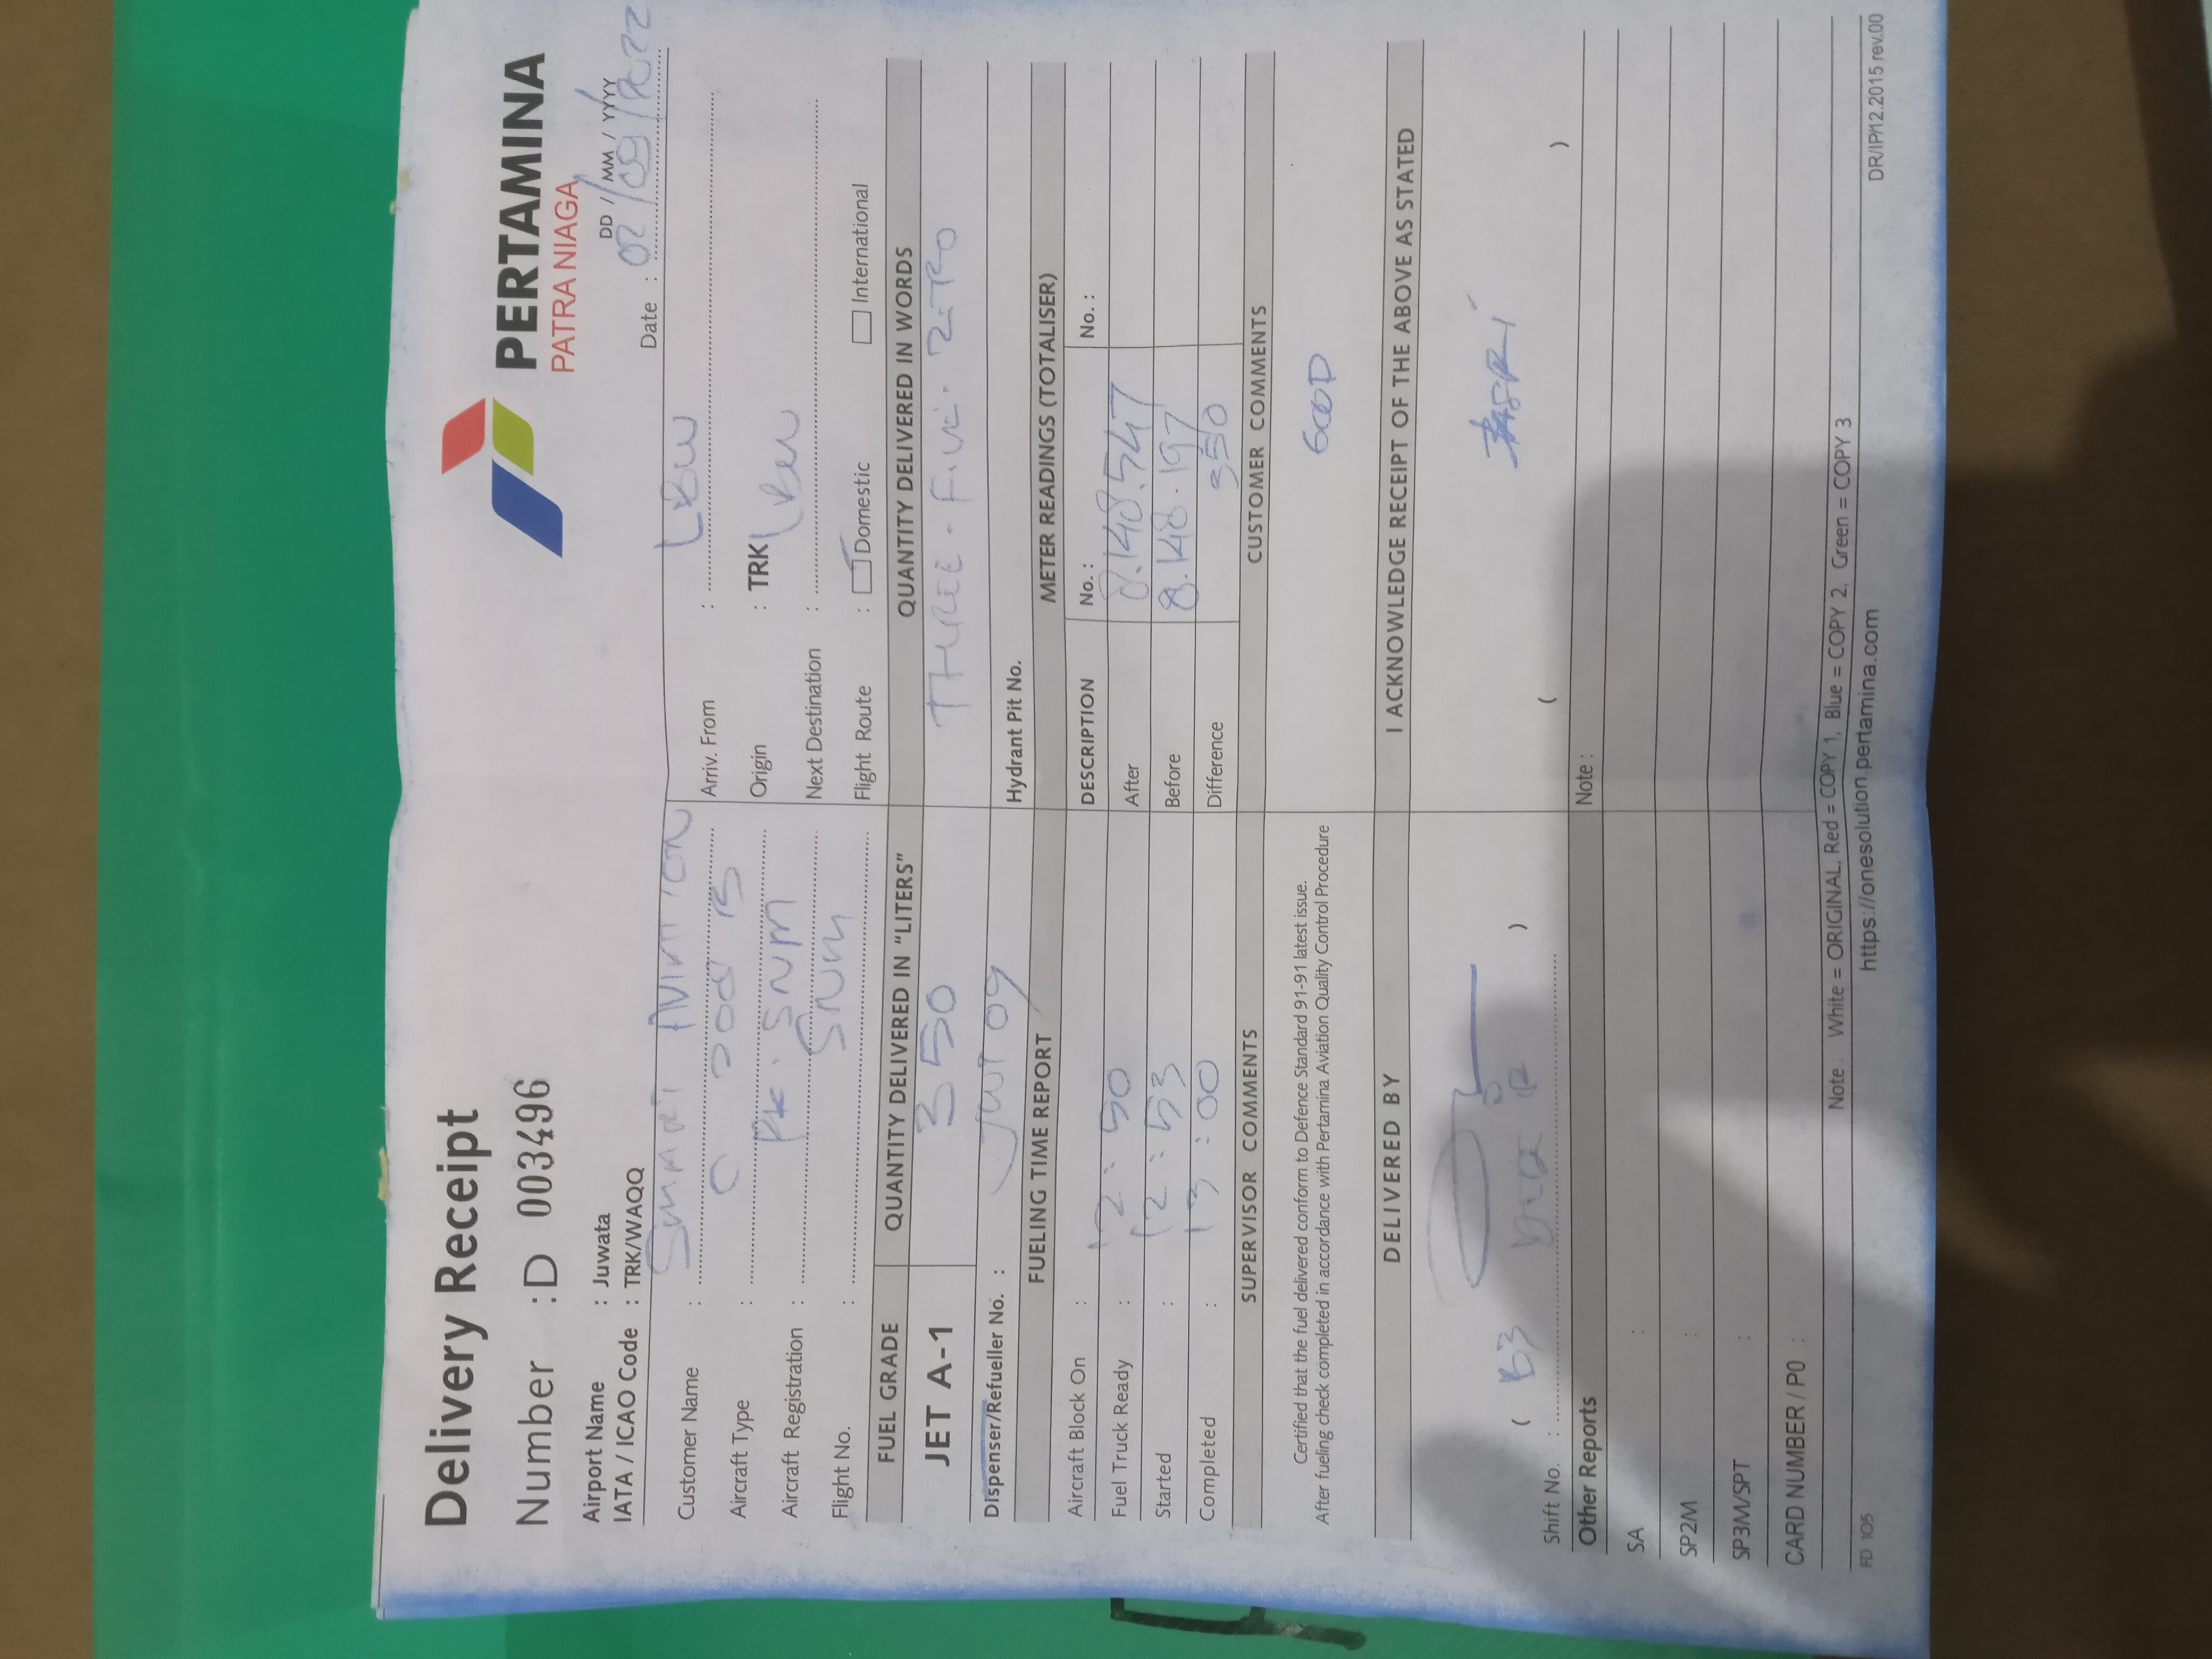 Delivery Receipt
PERTAMINA
PATRA NIAGA
Number :D 003496
Airport Name : Juwata
DD / MM / YYYY
IATA / ICAO Code : TRK/WAQQ
Date : 02/09/2022
Customer Name : SMART AVIATION
Arriv. From : LBW
Aircraft Type : C 208 B
Origin : TRK
Aircraft Registration : PK. SNM
Next Destination : LBW
Flight No. : SNM
Flight Route : Domestic International
FUEL GRADE
QUANTITY DELIVERED IN "LITERS"
QUANTITY DELIVERED IN WORDS
JET A-1
350
THREE. FIVE. ZERO
Dispenser/Refueller No. : JWT 09
Hydrant Pit No.
FUELING TIME REPORT
METER READINGS (TOTALISER)
Aircraft Block On :
DESCRIPTION No. : No. :
Fuel Truck Ready : 12 : 50
After 8.148.547
Started : 12 : 53
Before 8.148.197
Completed : 13 : 00
Difference 350
SUPERVISOR COMMENTS
CUSTOMER COMMENTS
Certified that the fuel delivered conform to Defence Standard 91-91 latest issue.
After fueling check completed in accordance with Pertamina Aviation Quality Control Procedure
GOOD
DELIVERED BY
I ACKNOWLEDGE RECEIPT OF THE ABOVE AS STATED
Shift No. : ( )
( )
Other Reports
Note :
SA :
SP2M :
SP3M/SPT :
CARD NUMBER / PO :
Note : White = ORIGINAL, Red = COPY 1, Blue = COPY 2, Green = COPY 3
FD 105
https://onesolution.pertamina.com
DR/IP/12.2015 rev.00